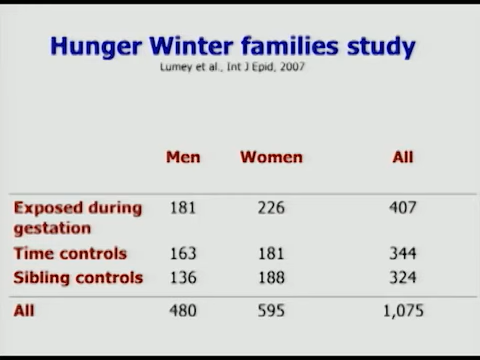 Hunger Winter families study
Lumey et al., Int J Epid, 2007
Men Women All
Exposed during 181 226 407
gestation
Time controls 163 181 344
Sibling controls 136 188 324
All 480 595 1,075